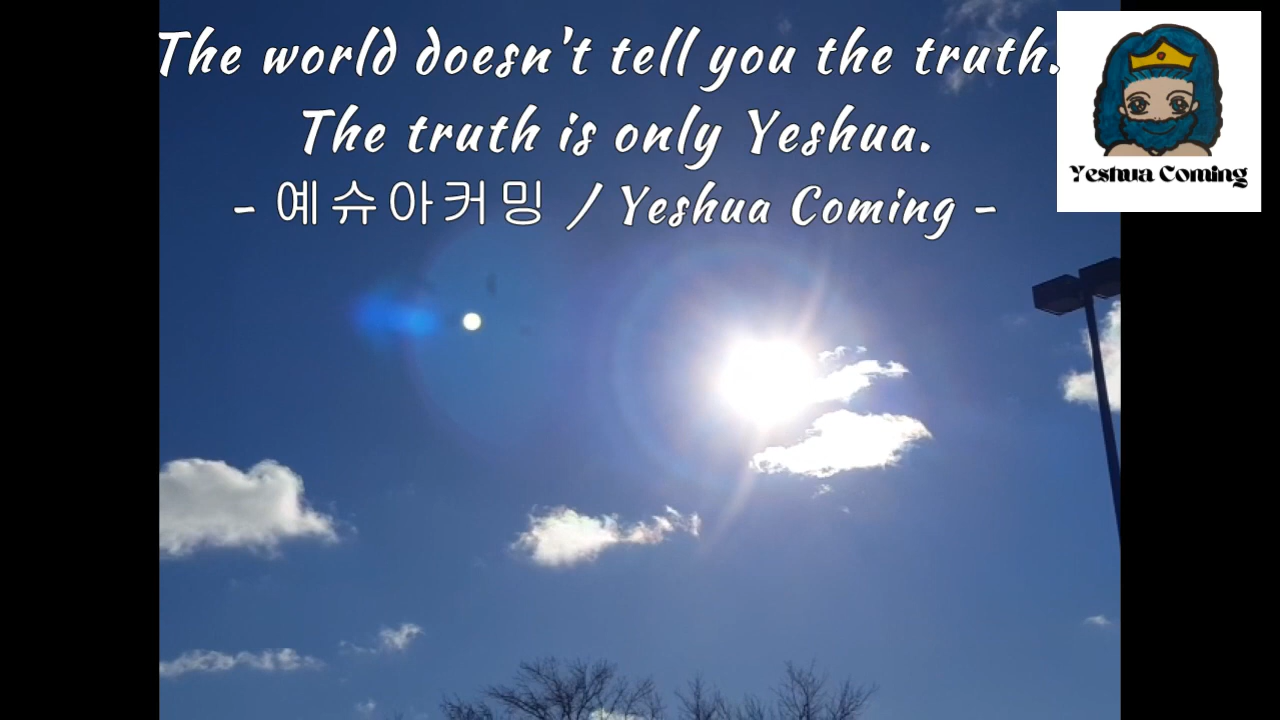 The world doesn't tell you the truth.
The truth is only Yeshua.
- 예슈아커밍 / Yeshua Coming -
Yeshua Coming